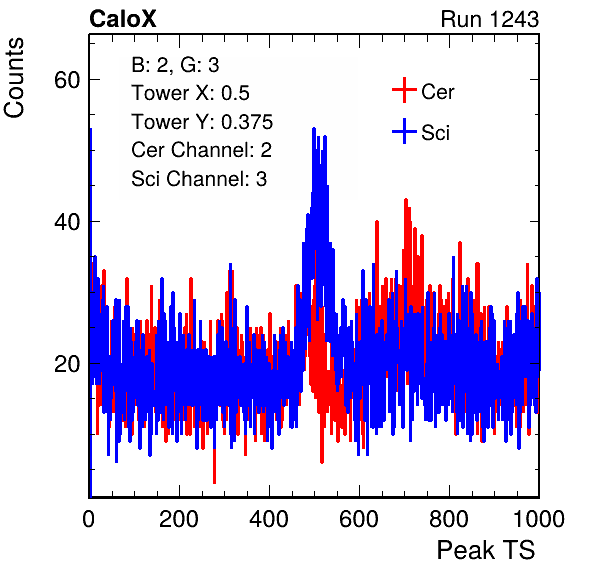 CaloX Run 1243
Counts
B: 2, G: 3
Tower X: 0.5
Tower Y: 0.375
Cer Channel: 2
Sci Channel: 3
Cer
Sci
60
40
20
0 200 400 600 800 1000
Peak TS